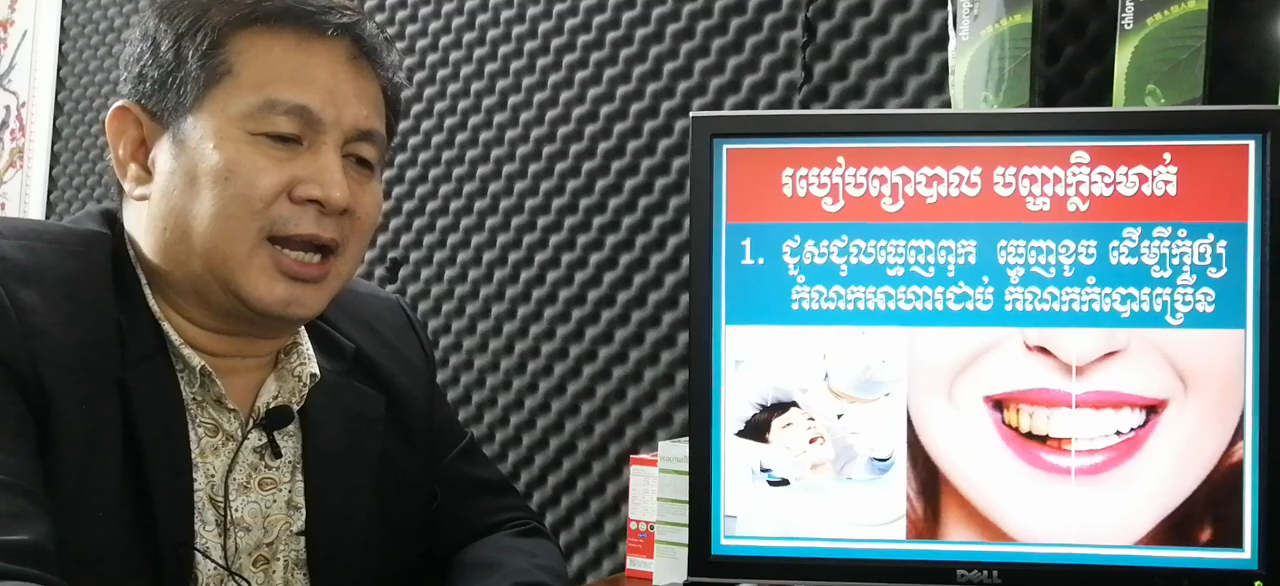 របៀបព្យាបាល បញ្ហាក្លិនមាត់
1. ជួសជុលធ្មេញពុក ធ្មេញខូច ដើម្បីកុំឲ្យ
កំណកអាហារជាប់ កំណកកំបោរច្រើន
DELL